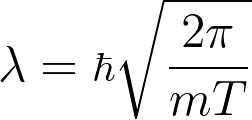 λ = ħ√(2π/mT)